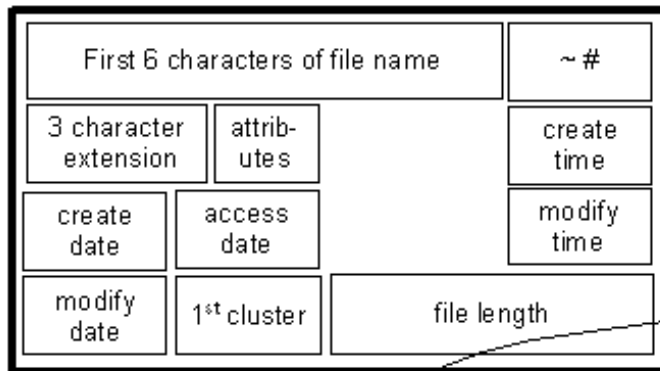 First 6 characters of file name
~ #
3 character
extension
attrib-
utes
create
time
create
date
access
date
modify
time
modify
date
1st cluster
file length